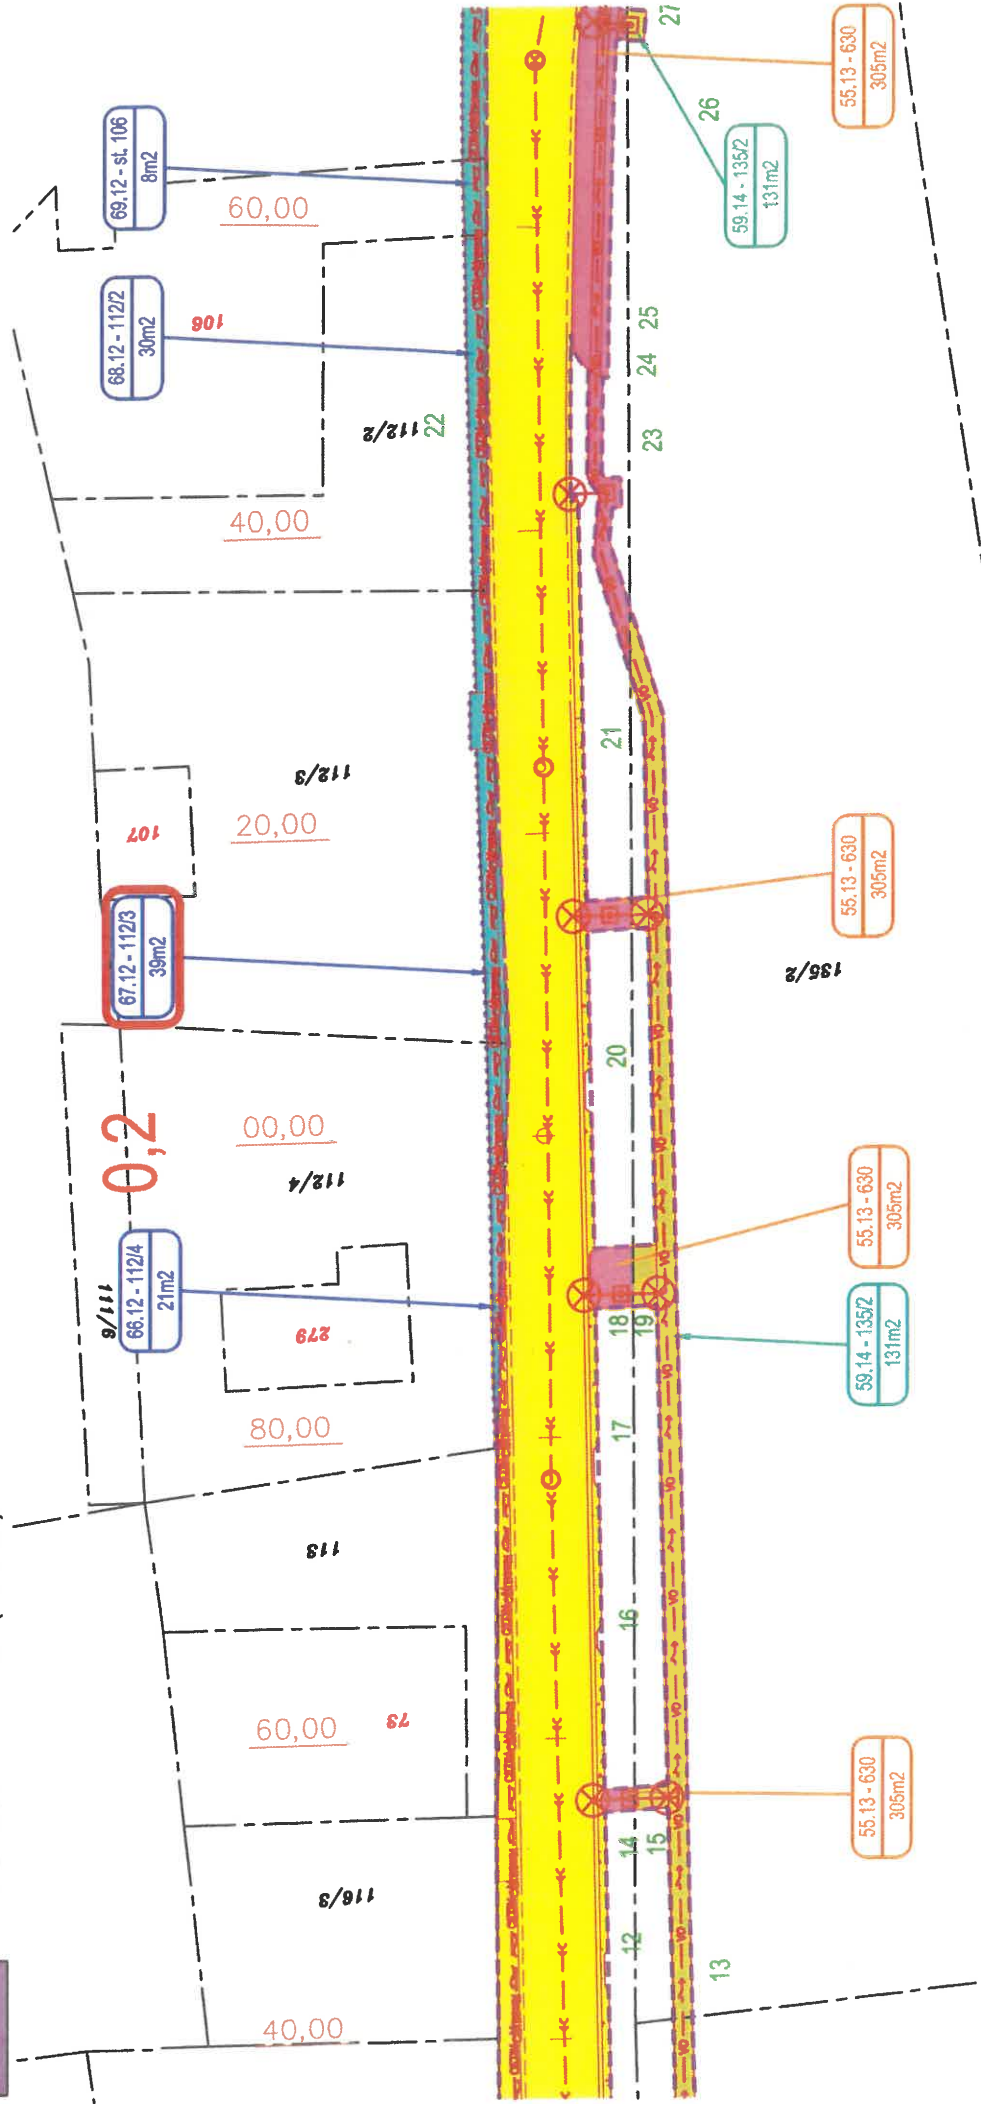 27
55.13 - 630
305m2
69.12 - st. 106
8m2
26
59.14 - 135/2
131m2
60,00
68.12 - 112/2
30m2
106
25
24
112/2
22
23
40,00
21
112/3
107
20,00
55.13 - 630
305m2
67.12 - 112/3
39m2
135/2
20
0,2
00,00
112/4
55.13 - 630
305m2
66.12 - 112/4
21m2
111/6
279
18
19
59.14 - 135/2
131m2
80,00
17
113
16
60,00
73
55.13 - 630
305m2
14
15
116/3
12
13
40,00